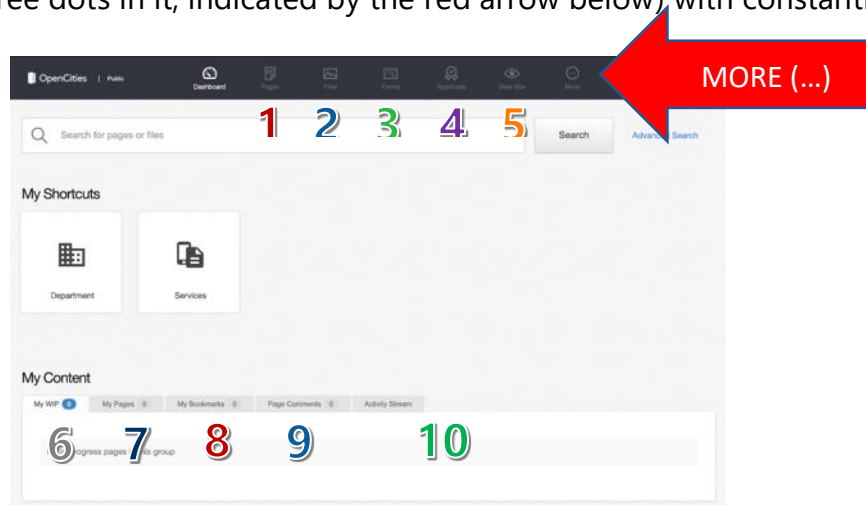 ree dots in it, indicated by the red arrow below) with constantl
OpenCities | Public Dashboard Pages Files Forms Approvals View Site More
MORE (...)
1 2 3 4 5
Search for pages or files Search Advanced Search
My Shortcuts
Department Services
My Content
My WIP 0 My Pages 0 My Bookmarks 0 Page Comments 0 Activity Stream
6 7 8 9 10
progress pages this group